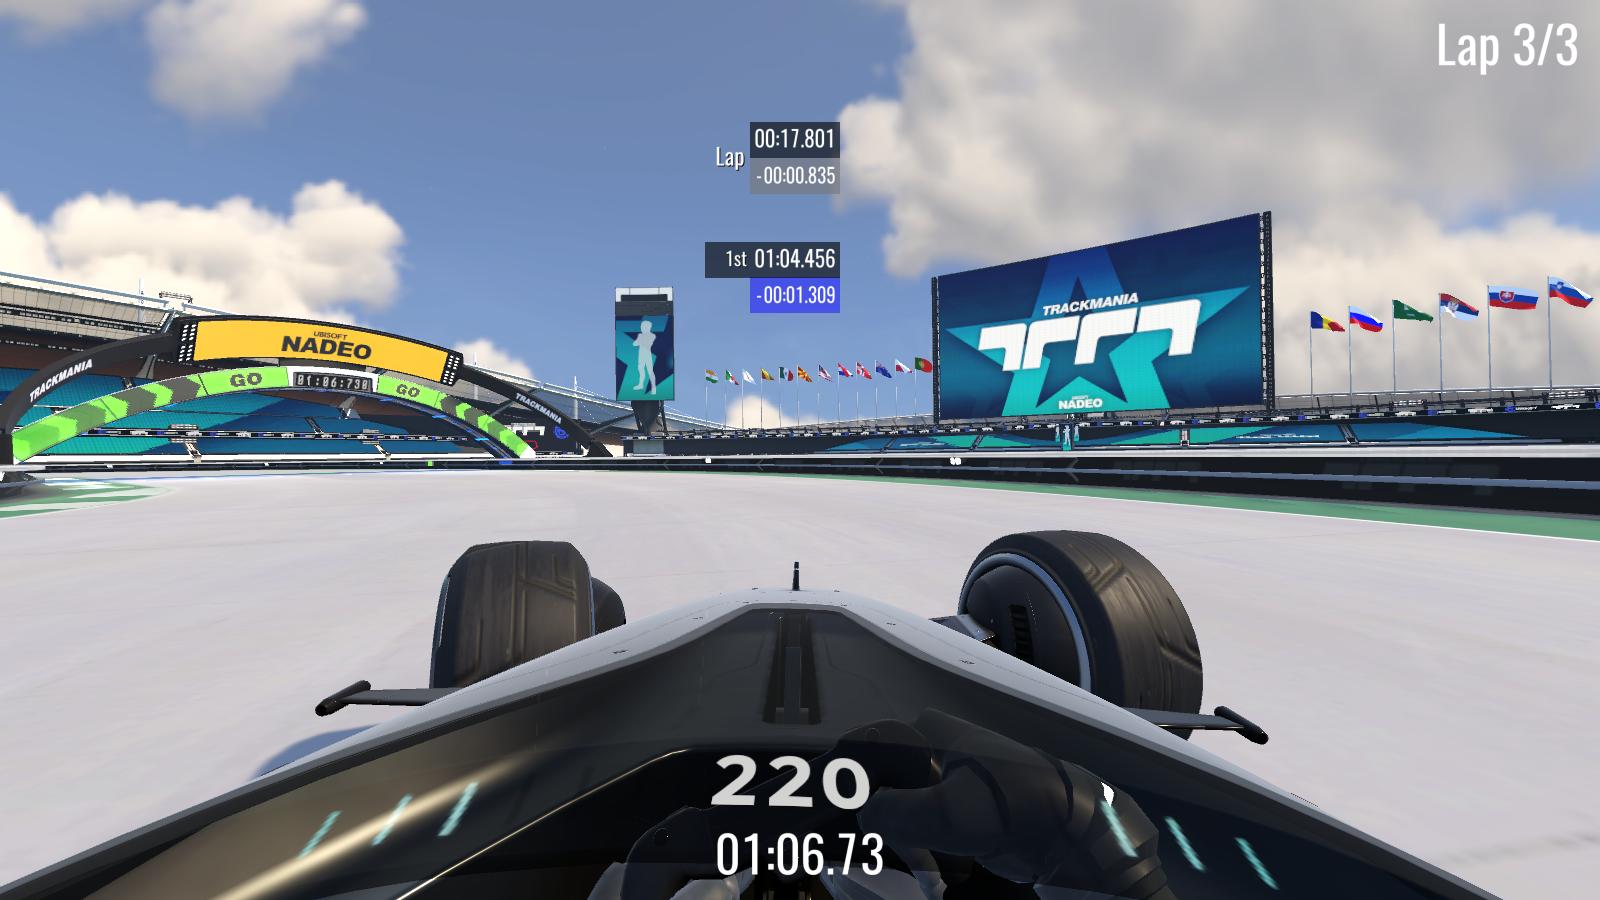 Lap 3/3
00:17.801
Lap
-00:00.835
1st 01:04.456
-00:01.309
TRACKMANIA
NADEO
UBISOFT
NADEO
TRACKMANIA
GO
01:06:730
GO
TRACKMANIA
220
01:06.73